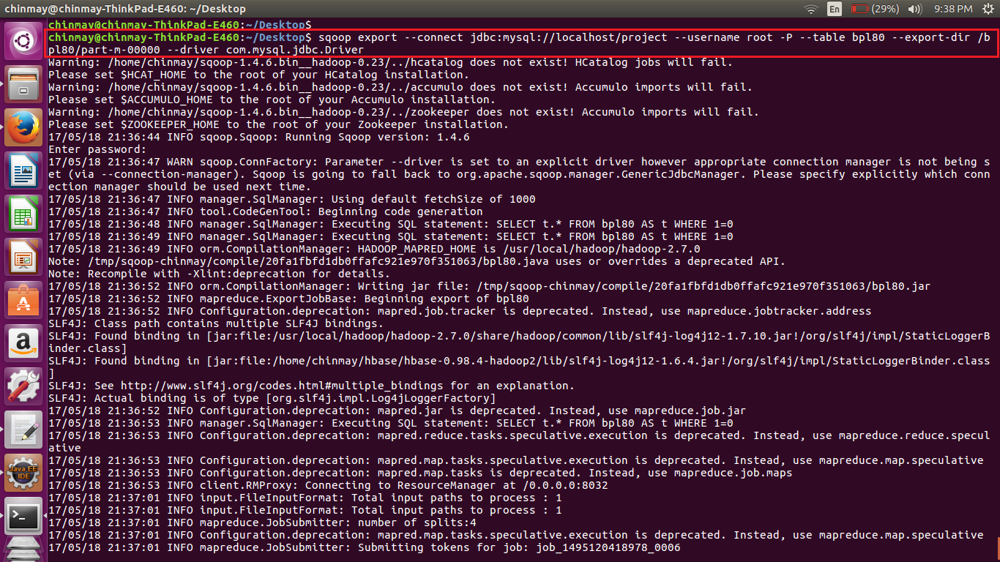 chinmay@chinmay-ThinkPad-E460: ~/Desktop
En
(29%)
9:38 PM
chinmay@chinmay-ThinkPad-E460:~/Desktop$
chinmay@chinmay-ThinkPad-E460:~/Desktop$ sqoop export --connect jdbc:mysql://localhost/project --username root -P --table bpl80 --export-dir /b
pl80/part-m-00000 --driver com.mysql.jdbc.Driver
Warning: /home/chinmay/sqoop-1.4.6.bin__hadoop-0.23/../hcatalog does not exist! HCatalog jobs will fail.
Please set $HCAT_HOME to the root of your HCatalog installation.
Warning: /home/chinmay/sqoop-1.4.6.bin__hadoop-0.23/../accumulo does not exist! Accumulo imports will fail.
Please set $ACCUMULO_HOME to the root of your Accumulo installation.
Warning: /home/chinmay/sqoop-1.4.6.bin__hadoop-0.23/../zookeeper does not exist! Accumulo imports will fail.
Please set $ZOOKEEPER_HOME to the root of your Zookeeper installation.
17/05/18 21:36:44 INFO sqoop.Sqoop: Running Sqoop version: 1.4.6
Enter password:
17/05/18 21:36:47 WARN sqoop.ConnFactory: Parameter --driver is set to an explicit driver however appropriate connection manager is not being s
et (via --connection-manager). Sqoop is going to fall back to org.apache.sqoop.manager.GenericJdbcManager. Please specify explicitly which conn
ection manager should be used next time.
17/05/18 21:36:47 INFO manager.SqlManager: Using default fetchSize of 1000
17/05/18 21:36:47 INFO tool.CodeGenTool: Beginning code generation
17/05/18 21:36:48 INFO manager.SqlManager: Executing SQL statement: SELECT t.* FROM bpl80 AS t WHERE 1=0
17/05/18 21:36:49 INFO manager.SqlManager: Executing SQL statement: SELECT t.* FROM bpl80 AS t WHERE 1=0
17/05/18 21:36:49 INFO orm.CompilationManager: HADOOP_MAPRED_HOME is /usr/local/hadoop/hadoop-2.7.0
Note: /tmp/sqoop-chinmay/compile/20fa1fbfd1db0ffafc921e970f351063/bpl80.java uses or overrides a deprecated API.
Note: Recompile with -Xlint:deprecation for details.
17/05/18 21:36:52 INFO orm.CompilationManager: Writing jar file: /tmp/sqoop-chinmay/compile/20fa1fbfd1db0ffafc921e970f351063/bpl80.jar
17/05/18 21:36:52 INFO mapreduce.ExportJobBase: Beginning export of bpl80
17/05/18 21:36:52 INFO Configuration.deprecation: mapred.job.tracker is deprecated. Instead, use mapreduce.jobtracker.address
SLF4J: Class path contains multiple SLF4J bindings.
SLF4J: Found binding in [jar:file:/usr/local/hadoop/hadoop-2.7.0/share/hadoop/common/lib/slf4j-log4j12-1.7.10.jar!/org/slf4j/impl/StaticLoggerB
inder.class]
SLF4J: Found binding in [jar:file:/home/chinmay/hbase/hbase-0.98.4-hadoop2/lib/slf4j-log4j12-1.6.4.jar!/org/slf4j/impl/StaticLoggerBinder.class
]
SLF4J: See http://www.slf4j.org/codes.html#multiple_bindings for an explanation.
SLF4J: Actual binding is of type [org.slf4j.impl.Log4jLoggerFactory]
17/05/18 21:36:52 INFO Configuration.deprecation: mapred.jar is deprecated. Instead, use mapreduce.job.jar
17/05/18 21:36:53 INFO manager.SqlManager: Executing SQL statement: SELECT t.* FROM bpl80 AS t WHERE 1=0
17/05/18 21:36:53 INFO Configuration.deprecation: mapred.reduce.tasks.speculative.execution is deprecated. Instead, use mapreduce.reduce.specul
ative
17/05/18 21:36:53 INFO Configuration.deprecation: mapred.map.tasks.speculative.execution is deprecated. Instead, use mapreduce.map.speculative
17/05/18 21:36:53 INFO Configuration.deprecation: mapred.map.tasks is deprecated. Instead, use mapreduce.job.maps
17/05/18 21:36:53 INFO client.RMProxy: Connecting to ResourceManager at /0.0.0.0:8032
17/05/18 21:37:01 INFO input.FileInputFormat: Total input paths to process : 1
17/05/18 21:37:01 INFO input.FileInputFormat: Total input paths to process : 1
17/05/18 21:37:01 INFO mapreduce.JobSubmitter: number of splits:4
17/05/18 21:37:01 INFO Configuration.deprecation: mapred.map.tasks.speculative.execution is deprecated. Instead, use mapreduce.map.speculative
17/05/18 21:37:01 INFO mapreduce.JobSubmitter: Submitting tokens for job: job_1495120418978_0006
Java EE
IDE